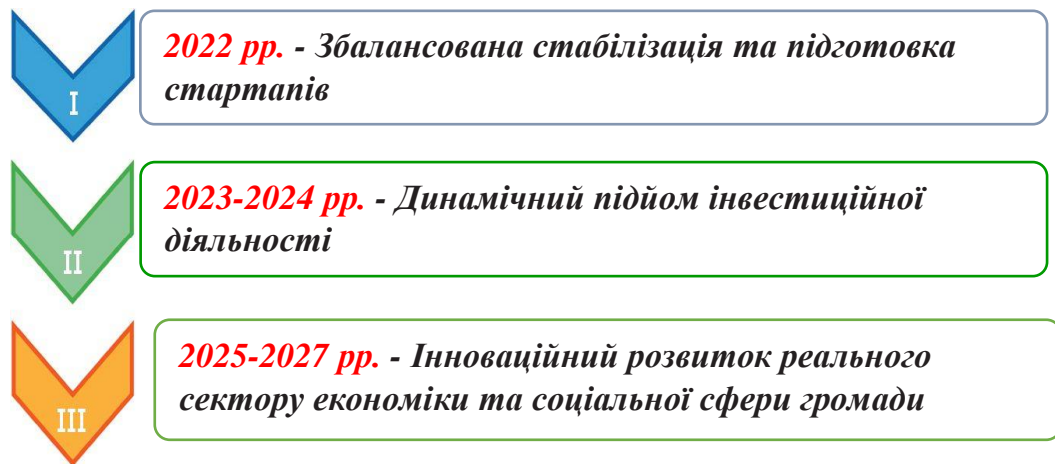 I
2022 рр. - Збалансована стабілізація та підготовка
стартапів
II
2023-2024 рр. - Динамічний підйом інвестиційної
діяльності
III
2025-2027 рр. - Інноваційний розвиток реального
сектору економіки та соціальної сфери громади